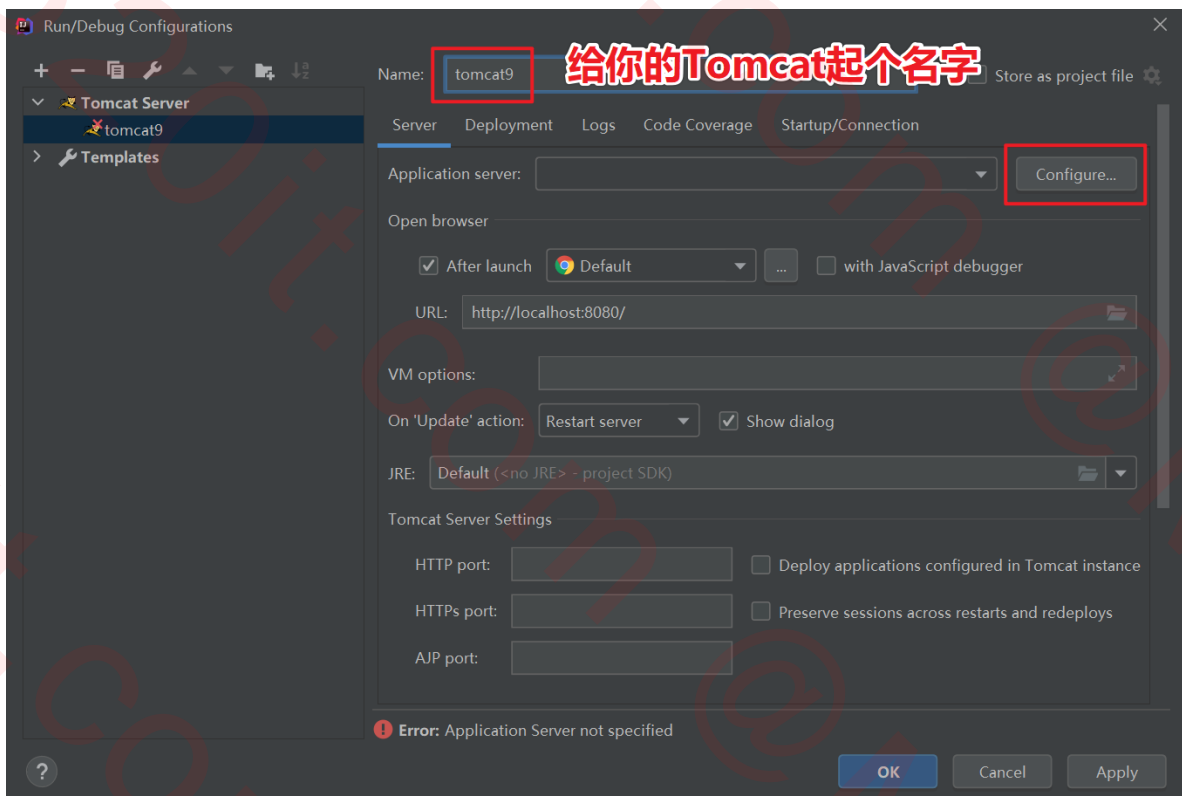 Run/Debug Configurations
Name: tomcat9 给你的Tomcat起个名字 Store as project file
Tomcat Server
tomcat9
Templates
Server Deployment Logs Code Coverage Startup/Connection
Application server: Configure...
Open browser
After launch Default ... with JavaScript debugger
URL: http://localhost:8080/
VM options:
On 'Update' action: Restart server Show dialog
JRE: Default (<no JRE> - project SDK)
Tomcat Server Settings
HTTP port: Deploy applications configured in Tomcat instance
HTTPs port: Preserve sessions across restarts and redeploys
AJP port:
Error: Application Server not specified
? OK Cancel Apply